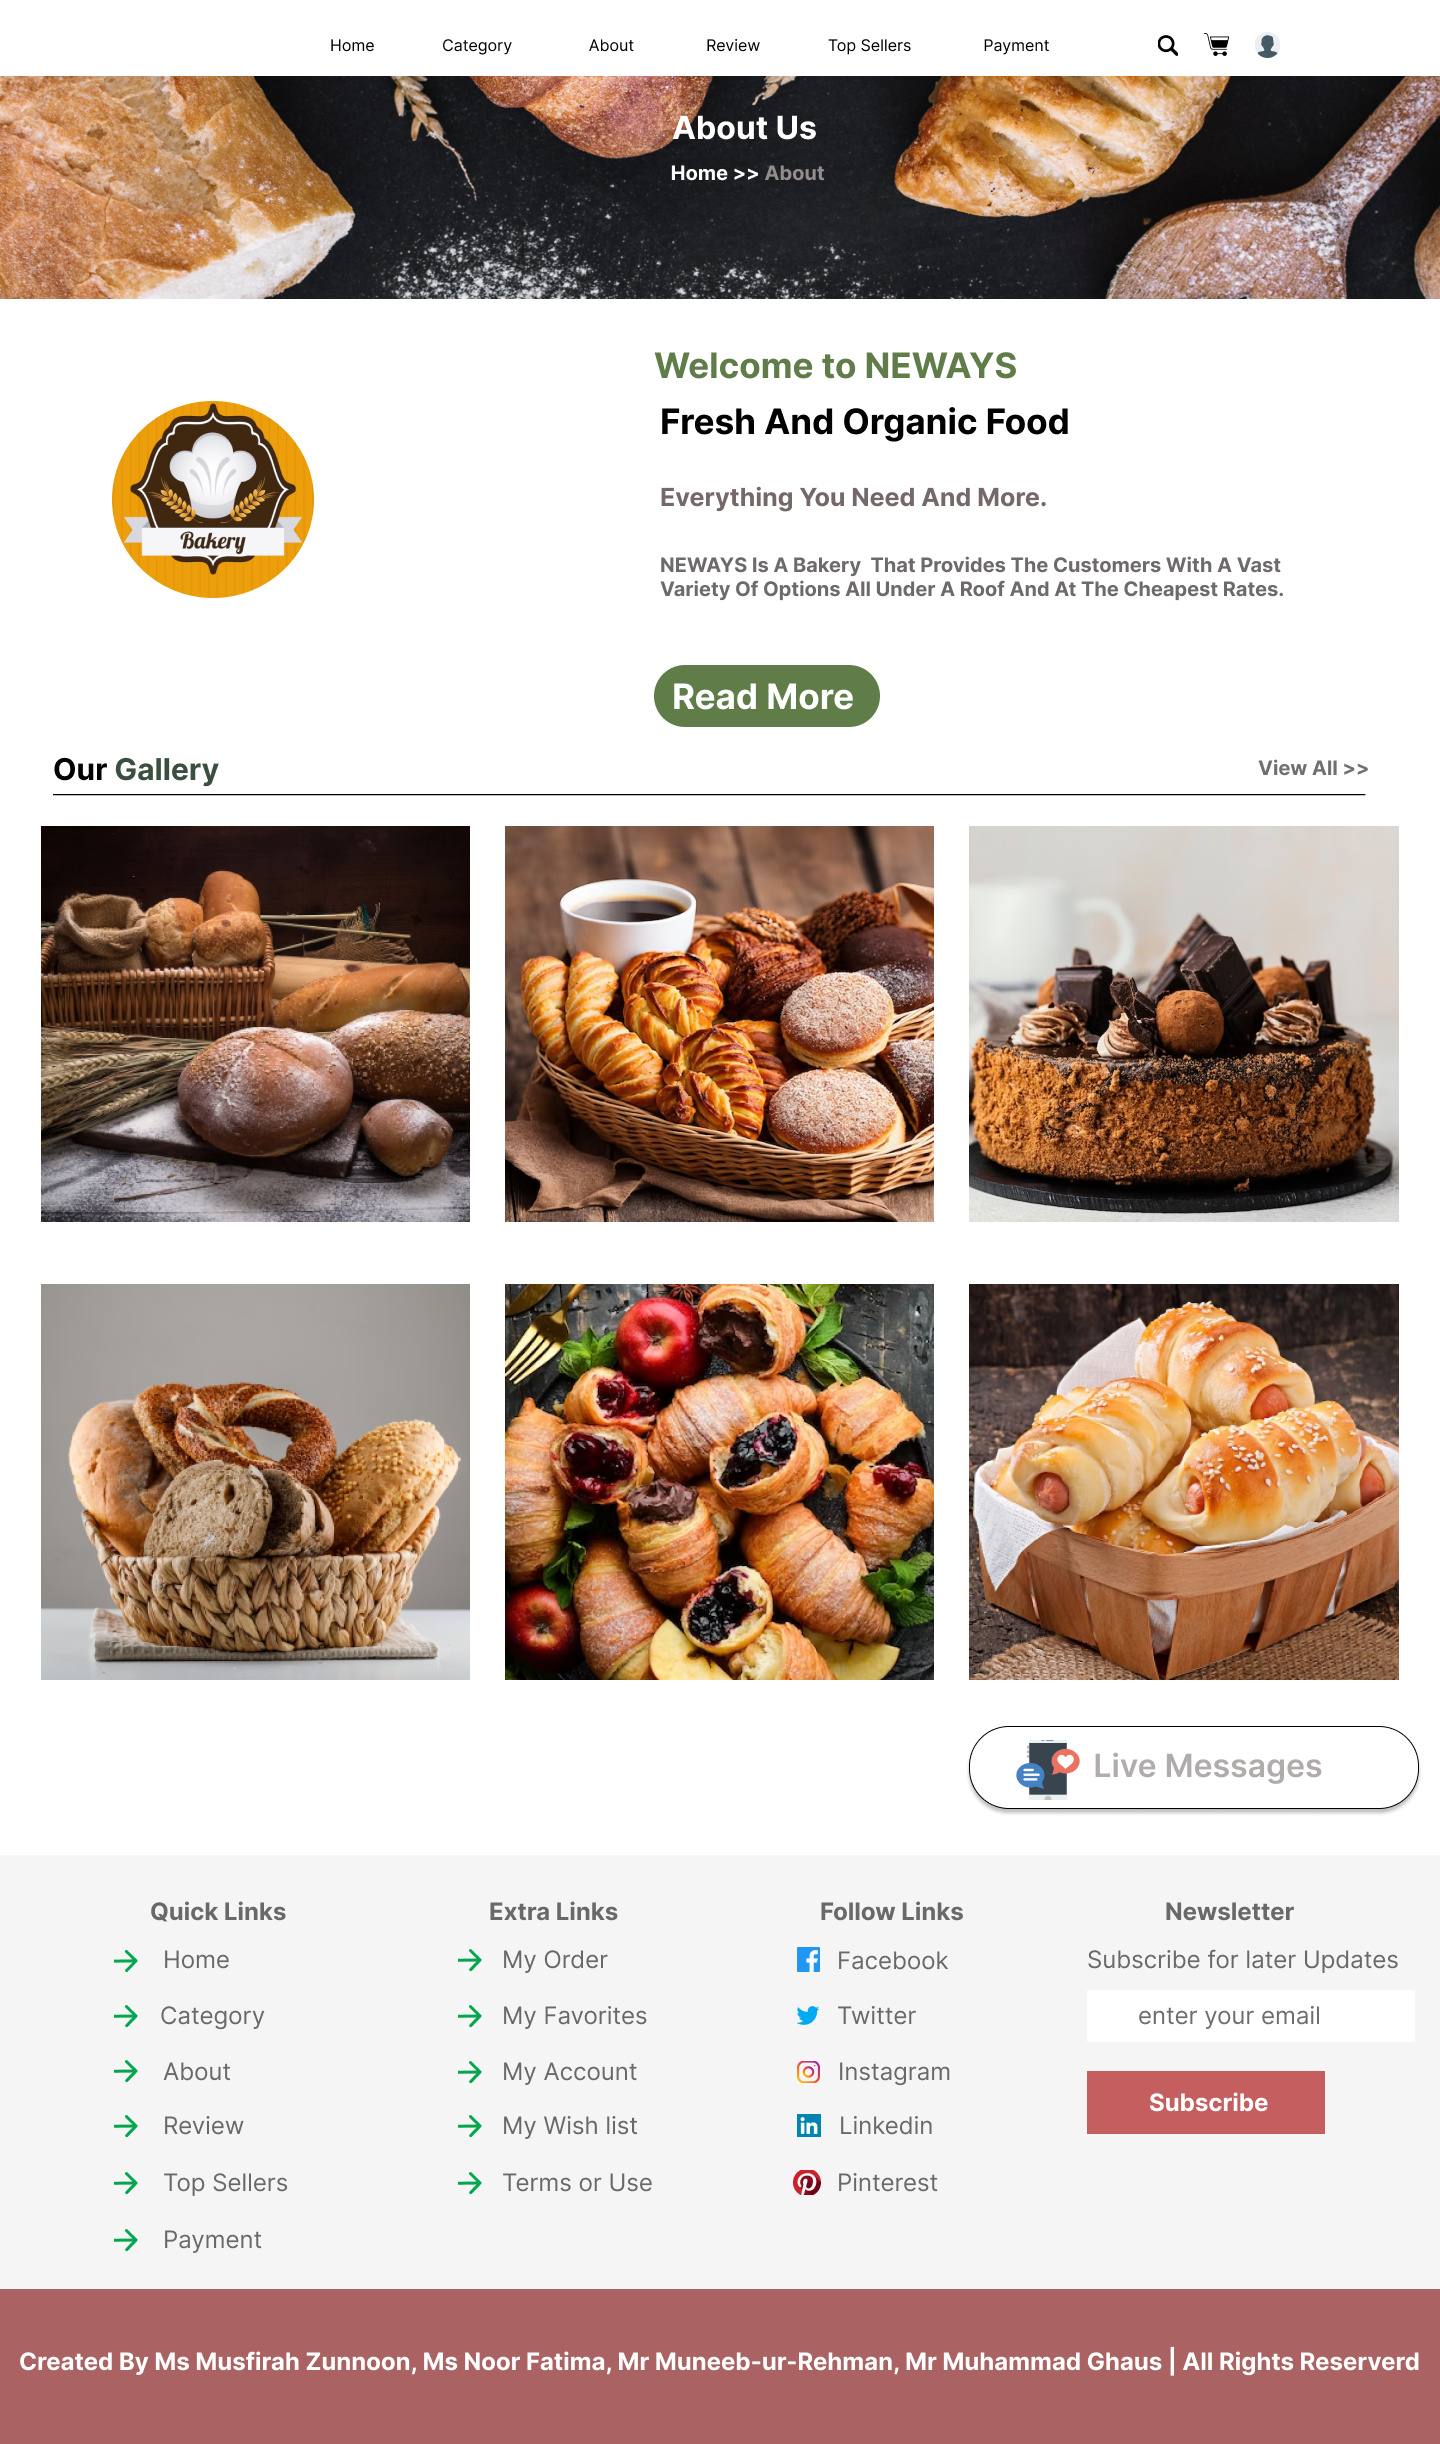 Home Category About Review Top Sellers Payment
About Us
Home >> About
Welcome to NEWAYS
Fresh And Organic Food
Bakery
Everything You Need And More.
NEWAYS Is A Bakery That Provides The Customers With A Vast
Variety Of Options All Under A Roof And At The Cheapest Rates.
Read More
Our Gallery
View All >>
Live Messages
Quick Links
Home
Category
About
Review
Top Sellers
Payment
Extra Links
My Order
My Favorites
My Account
My Wish list
Terms or Use
Follow Links
Facebook
Twitter
Instagram
Linkedin
Pinterest
Newsletter
Subscribe for later Updates
enter your email
Subscribe
Created By Ms Musfirah Zunnoon, Ms Noor Fatima, Mr Muneeb-ur-Rehman, Mr Muhammad Ghaus | All Rights Reserverd